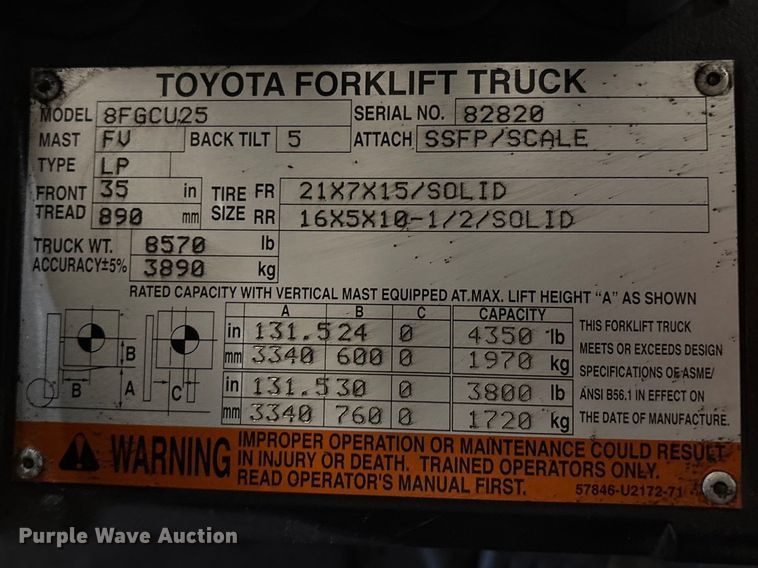 TOYOTA FORKLIFT TRUCK
MODEL 8FGCU25 SERIAL NO. 82820
MAST FV BACK TILT 5 ATTACH SSFP/SCALE
TYPE LP
FRONT TREAD 35 in 890 mm
TIRE SIZE FR 21X7X15/SOLID
RR 16X5X10-1/2/SOLID
TRUCK WT. 8570 lb
ACCURACY±5% 3890 kg
RATED CAPACITY WITH VERTICAL MAST EQUIPPED AT MAX. LIFT HEIGHT "A" AS SHOWN
A B C CAPACITY
in 131.5 24 0 4350 lb
mm 3340 600 0 1970 kg
in 131.5 30 0 3800 lb
mm 3340 760 0 1720 kg
B B A C
THIS FORKLIFT TRUCK
MEETS OR EXCEEDS DESIGN
SPECIFICATIONS OF ASME/
ANSI B56.1 IN EFFECT ON
THE DATE OF MANUFACTURE.
WARNING
IMPROPER OPERATION OR MAINTENANCE COULD RESULT
IN INJURY OR DEATH. TRAINED OPERATORS ONLY.
READ OPERATOR'S MANUAL FIRST.
57846-U2172-71
Purple Wave Auction